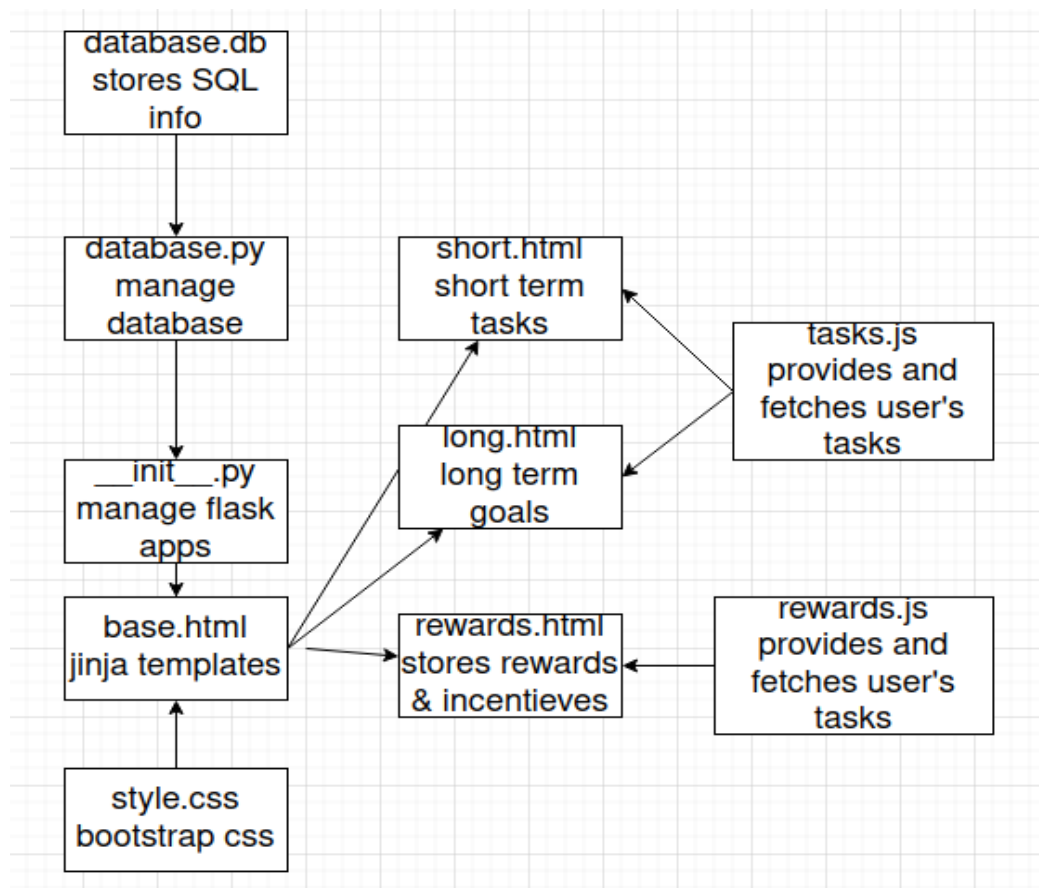 database.db
stores SQL
info
database.py
manage
database
__init__.py
manage flask
apps
base.html
jinja templates
style.css
bootstrap css
short.html
short term
tasks
long.html
long term
goals
rewards.html
stores rewards
& incentieves
tasks.js
provides and
fetches user's
tasks
rewards.js
provides and
fetches user's
tasks